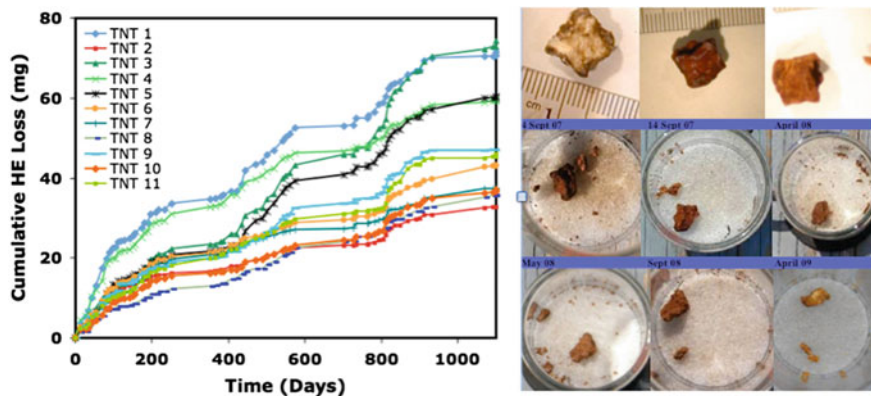 Cumulative HE Loss (mg)
80
60
40
20
0
TNT 1
TNT 2
TNT 3
TNT 4
TNT 5
TNT 6
TNT 7
TNT 8
TNT 9
TNT 10
TNT 11
0 200 400 600 800 1000
Time (Days)
cm 1
4 Sept 07 14 Sept 07 April 08
May 08 Sept 08 April 09